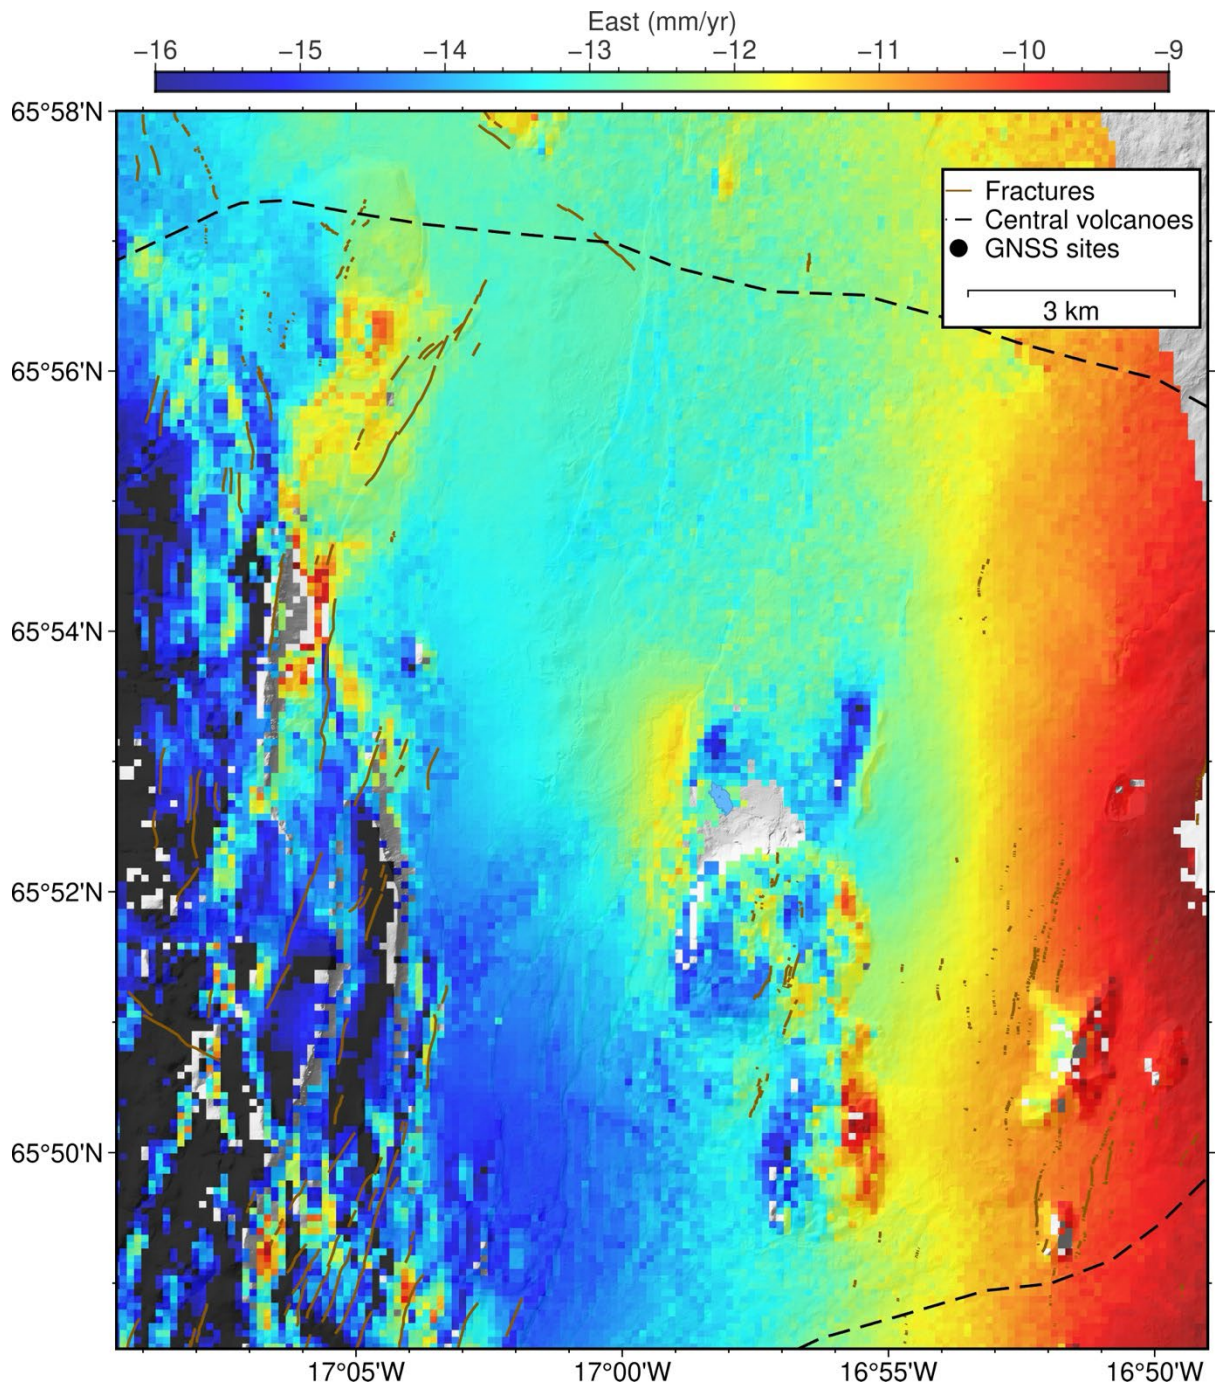 East (mm/yr)
−16 −15 −14 −13 −12 −11 −10 −9
65°58'N
Fractures
Central volcanoes
GNSS sites
3 km
65°56'N
65°54'N
65°52'N
65°50'N
17°05'W 17°00'W 16°55'W 16°50'W